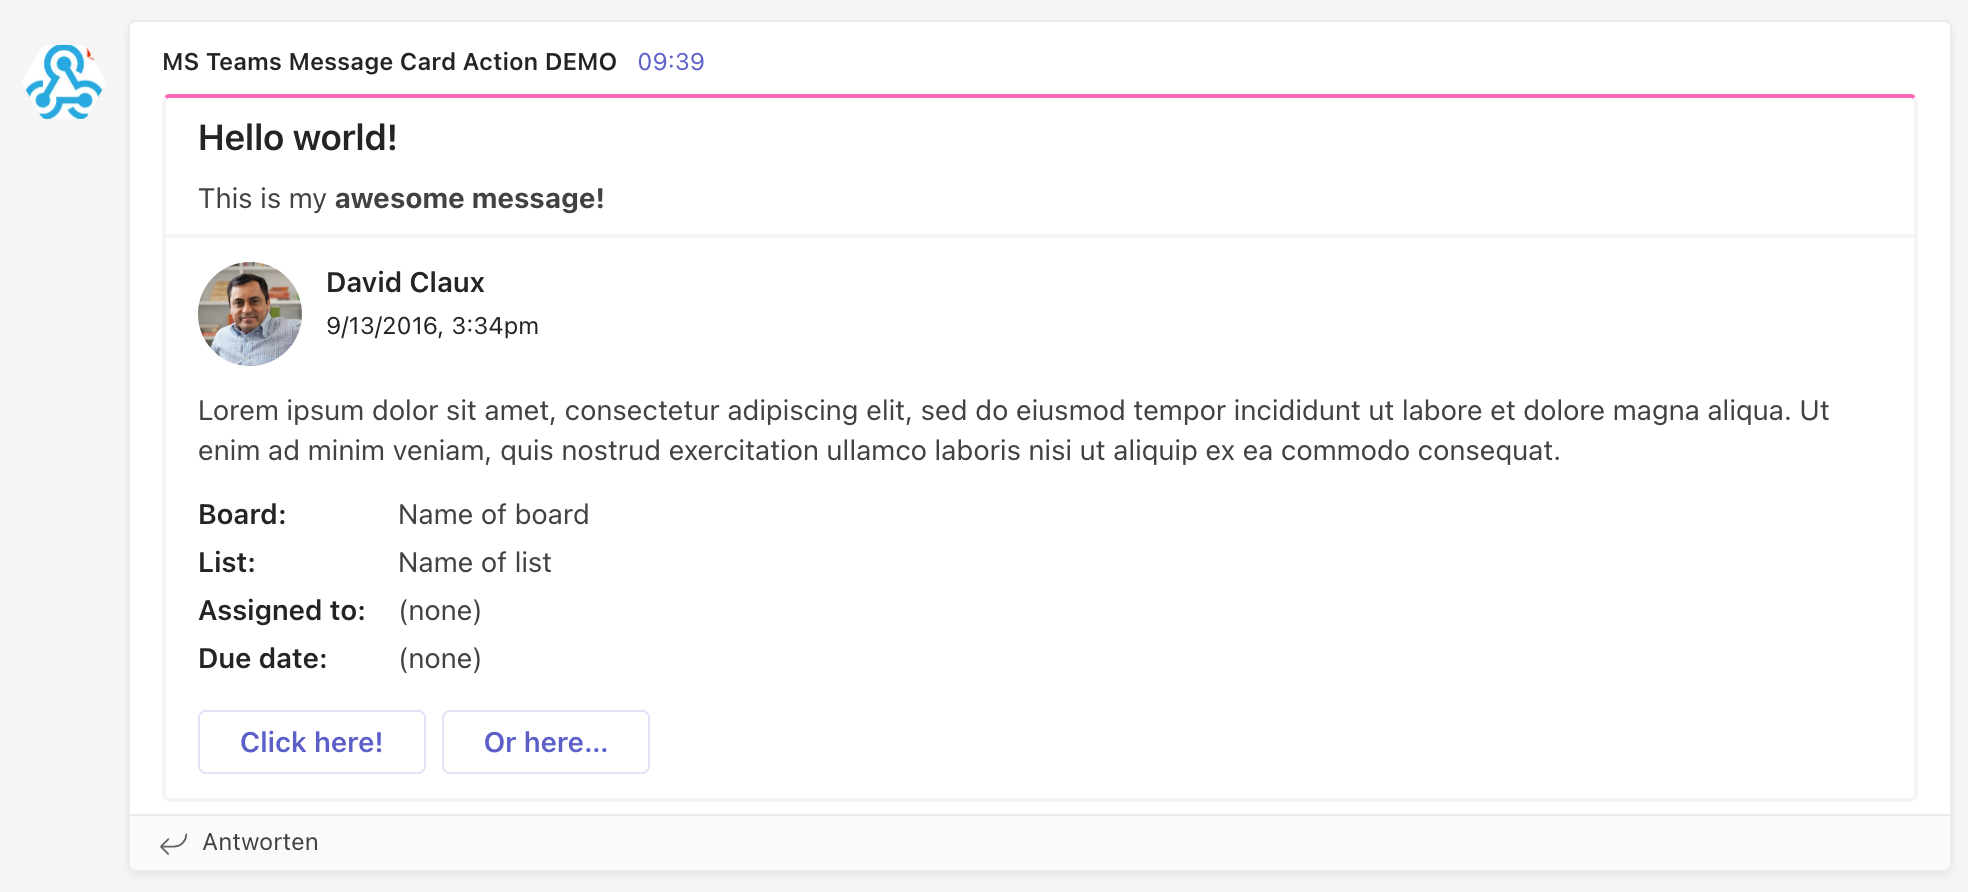 MS Teams Message Card Action DEMO 09:39
Hello world!
This is my awesome message!
David Claux
9/13/2016, 3:34pm
Lorem ipsum dolor sit amet, consectetur adipiscing elit, sed do eiusmod tempor incididunt ut labore et dolore magna aliqua. Ut
enim ad minim veniam, quis nostrud exercitation ullamco laboris nisi ut aliquip ex ea commodo consequat.
Board: Name of board
List: Name of list
Assigned to: (none)
Due date: (none)
Click here! Or here...
Antworten